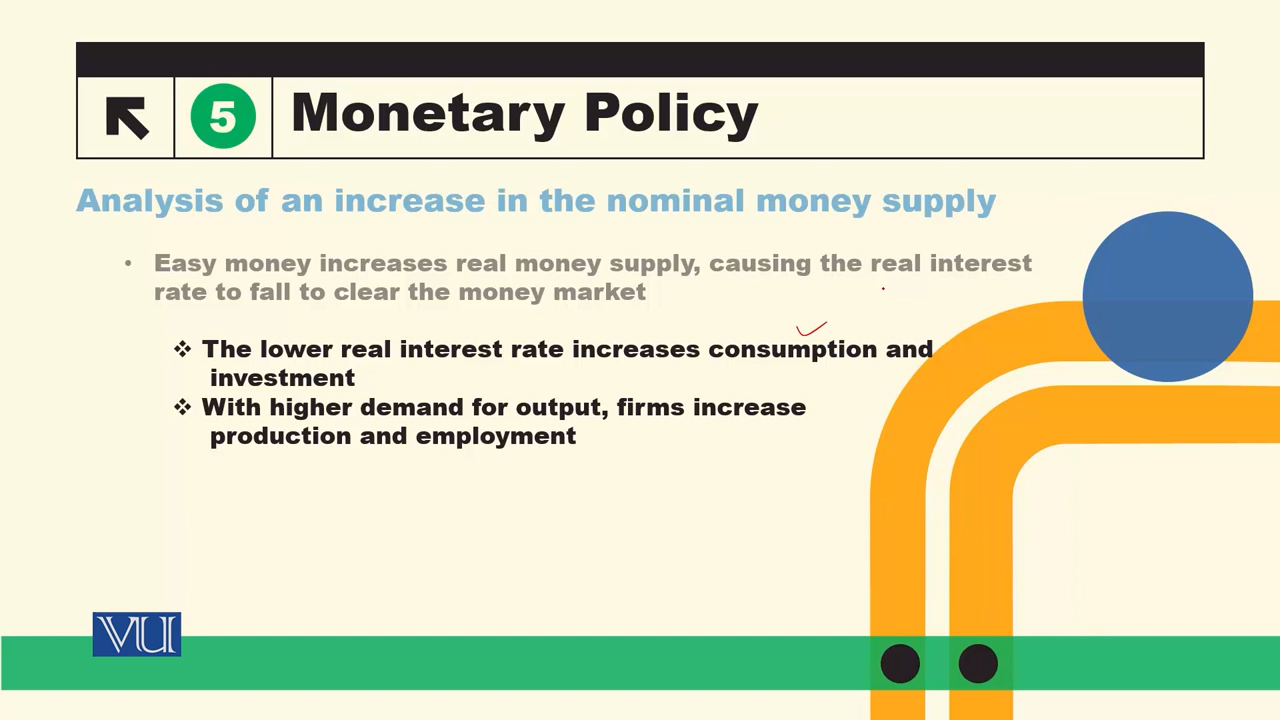 5
Monetary Policy
Analysis of an increase in the nominal money supply
• Easy money increases real money supply, causing the real interest
rate to fall to clear the money market
❖ The lower real interest rate increases consumption and
investment
❖ With higher demand for output, firms increase
production and employment
VU